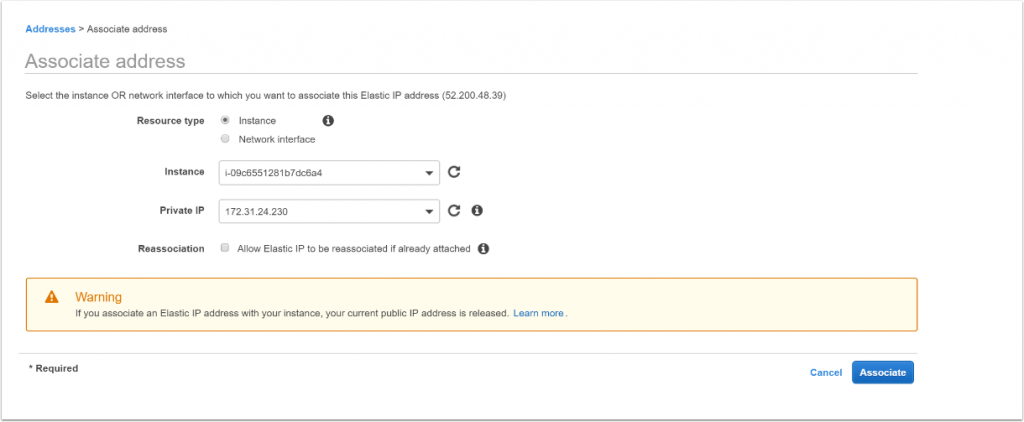 Addresses > Associate address
Associate address
Select the instance OR network interface to which you want to associate this Elastic IP address (52.200.48.39)
Resource type Instance
Network interface
Instance i-09c6551281b7dc6a4
Private IP 172.31.24.230
Reassociation Allow Elastic IP to be reassociated if already attached
Warning
If you associate an Elastic IP address with your instance, your current public IP address is released. Learn more.
* Required Cancel Associate